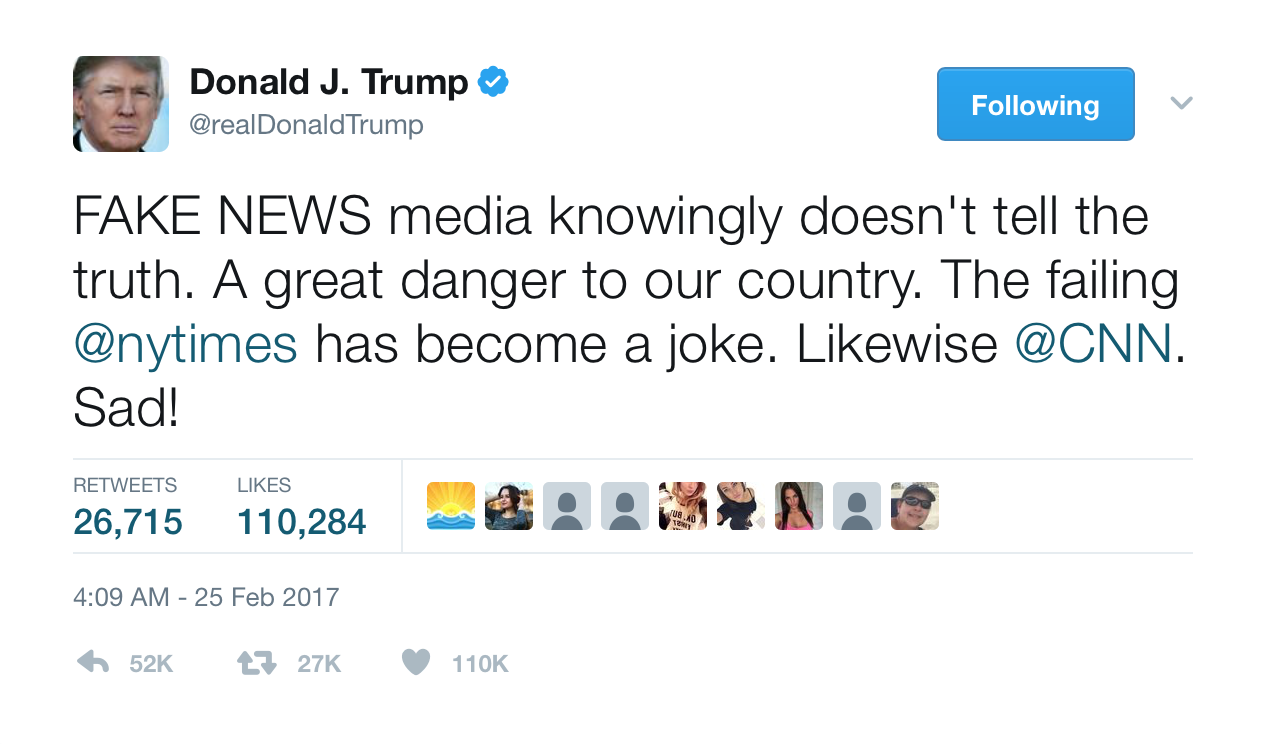 Donald J. Trump
@realDonaldTrump
Following
FAKE NEWS media knowingly doesn't tell the
truth. A great danger to our country. The failing
@nytimes has become a joke. Likewise @CNN.
Sad!
RETWEETS LIKES
26,715 110,284
4:09 AM - 25 Feb 2017
52K 27K 110K